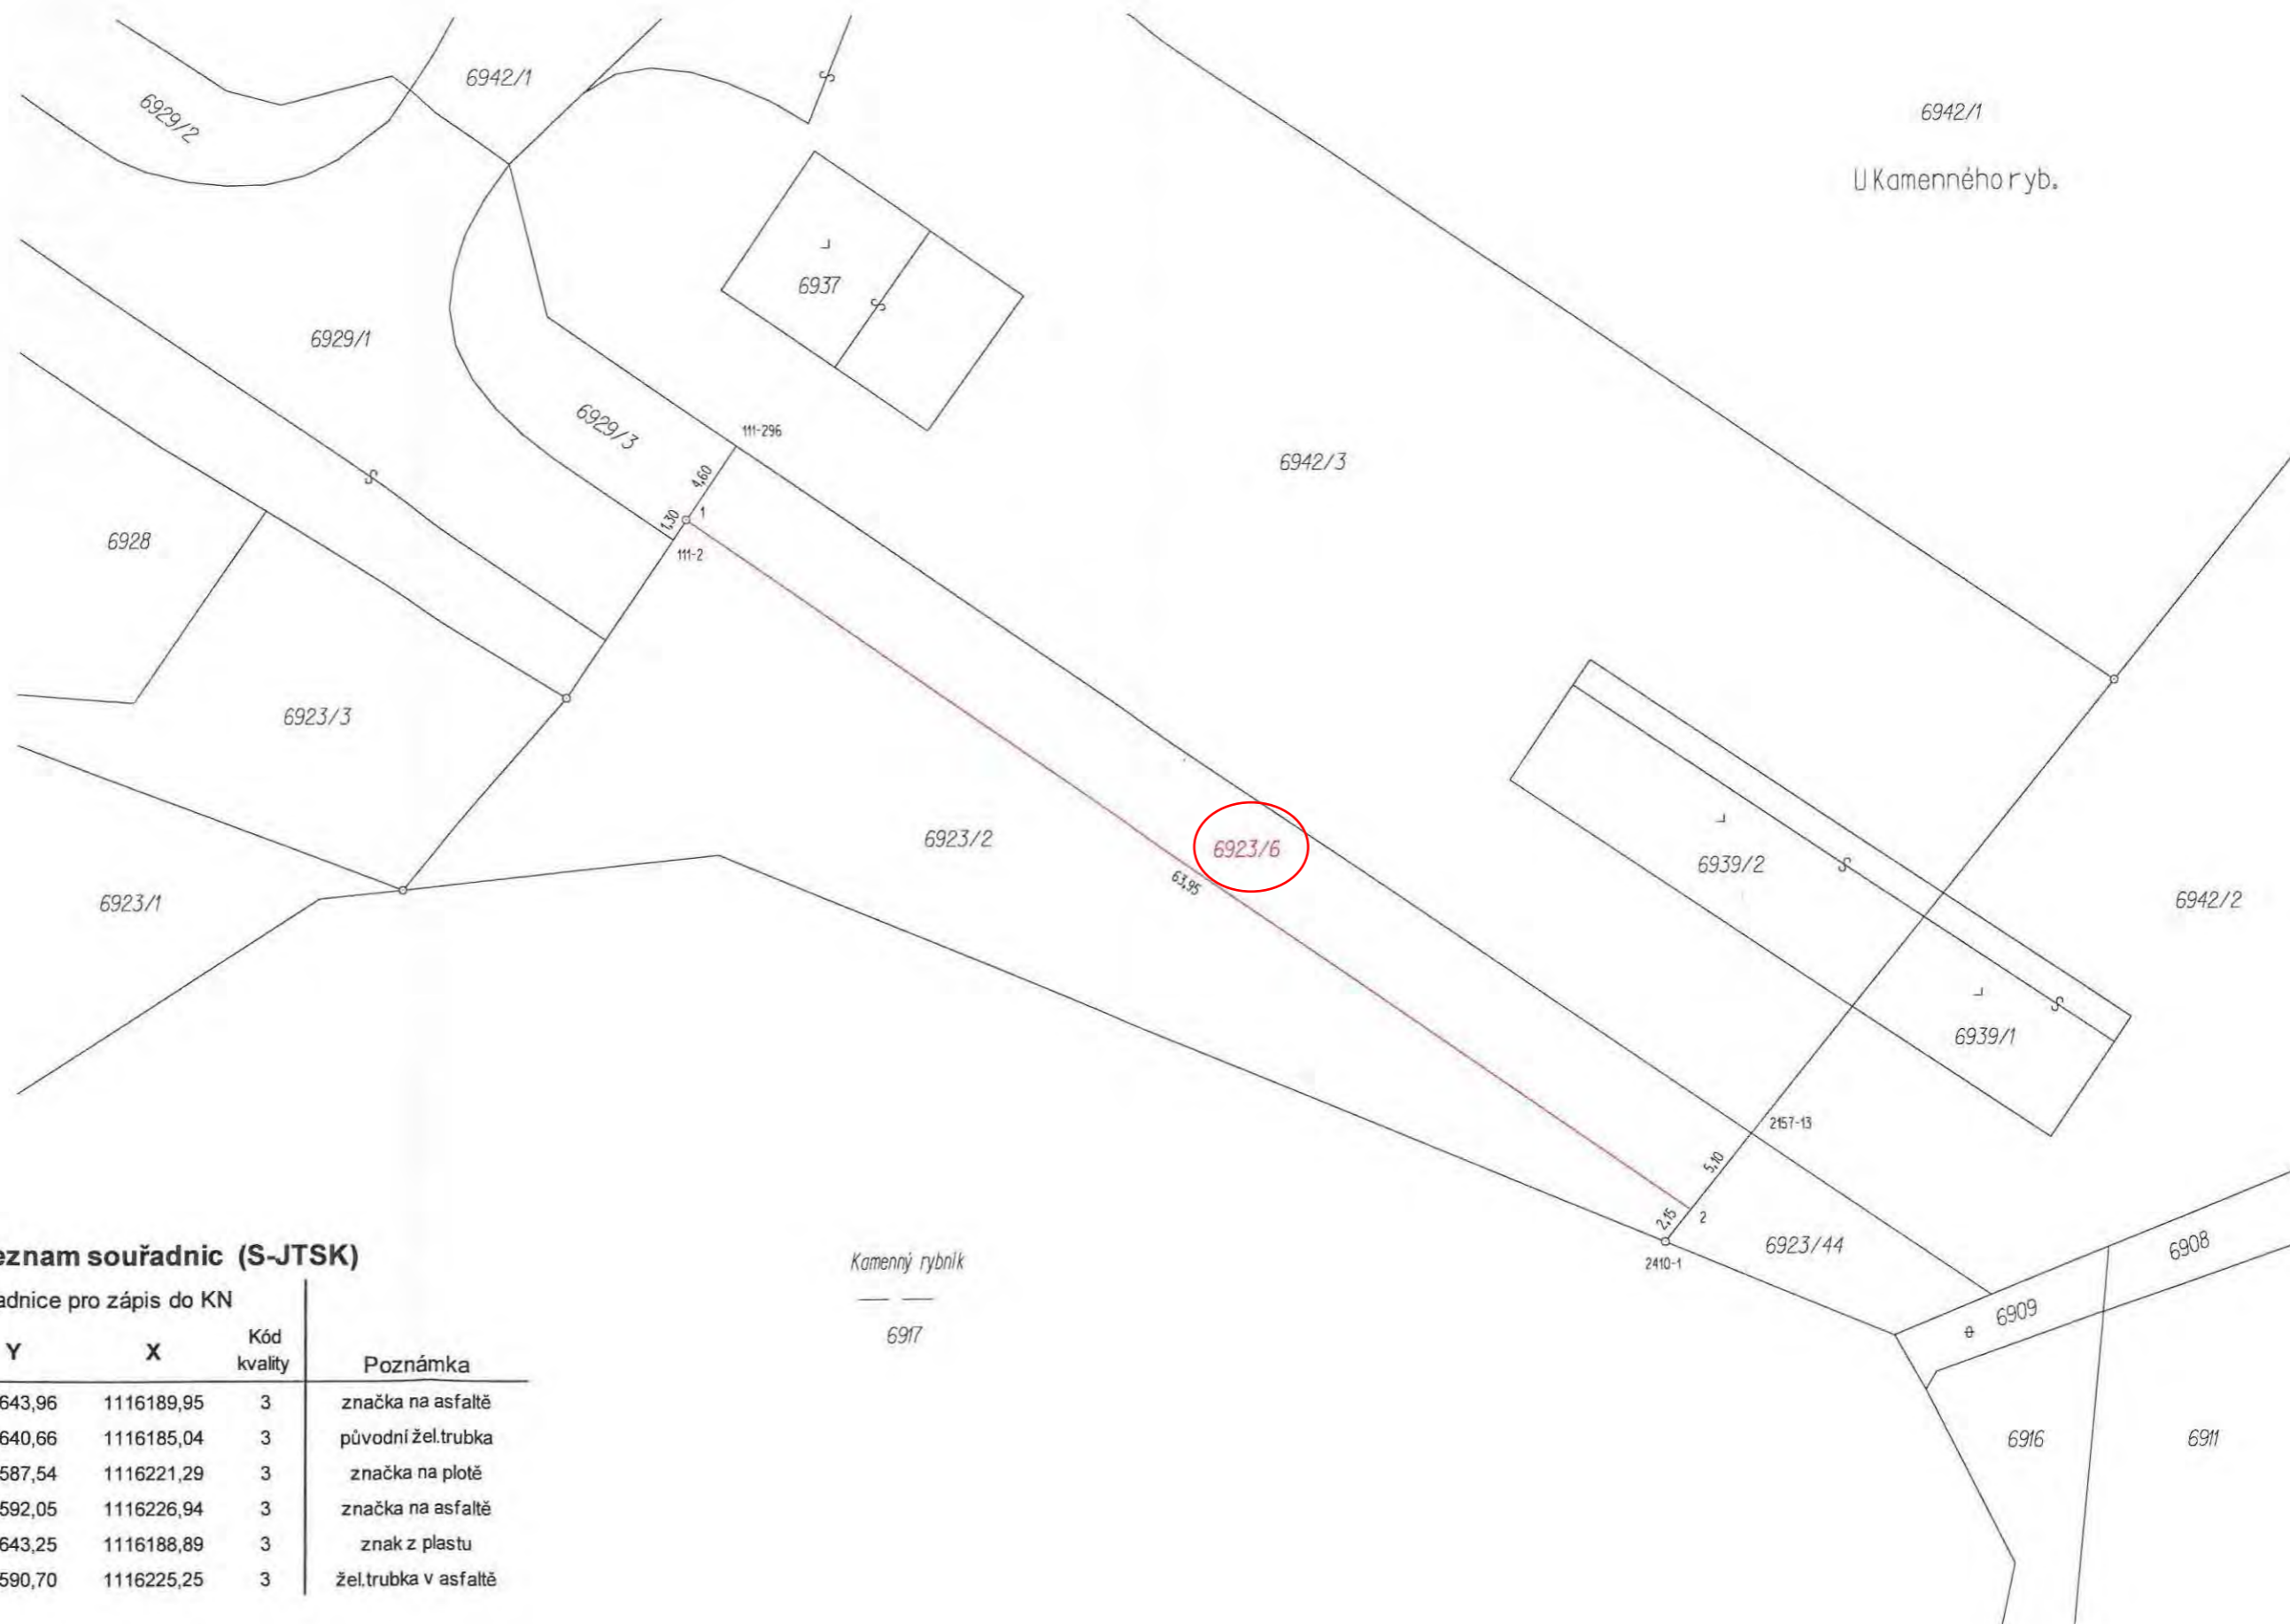 6942/1
6929/2
6942/1
U Kamenného ryb.
6937
6929/1
6929/3
111-296
6942/3
4,60
1,30
1
111-2
6928
6923/3
6923/2
6923/6
63,95
6939/2
6942/2
6923/1
6939/1
2157-13
5,10
2,15
2
2410-1
6923/44
6908
6909
6916
6911
Kamenný rybník
6917
eznam souřadnic (S-JTSK)
adnice pro zápis do KN
Y X Kód kvality Poznámka
643,96 1116189,95 3 značka na asfaltě
640,66 1116185,04 3 původní žel.trubka
587,54 1116221,29 3 značka na plotě
592,05 1116226,94 3 značka na asfaltě
643,25 1116188,89 3 znak z plastu
590,70 1116225,25 3 žel.trubka v asfaltě